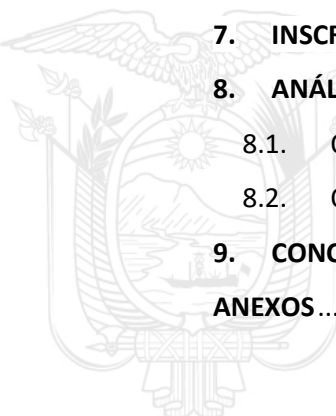 7. INSCR
8. ANÁL
8.1.
8.2.
9. CONC
ANEXOS...